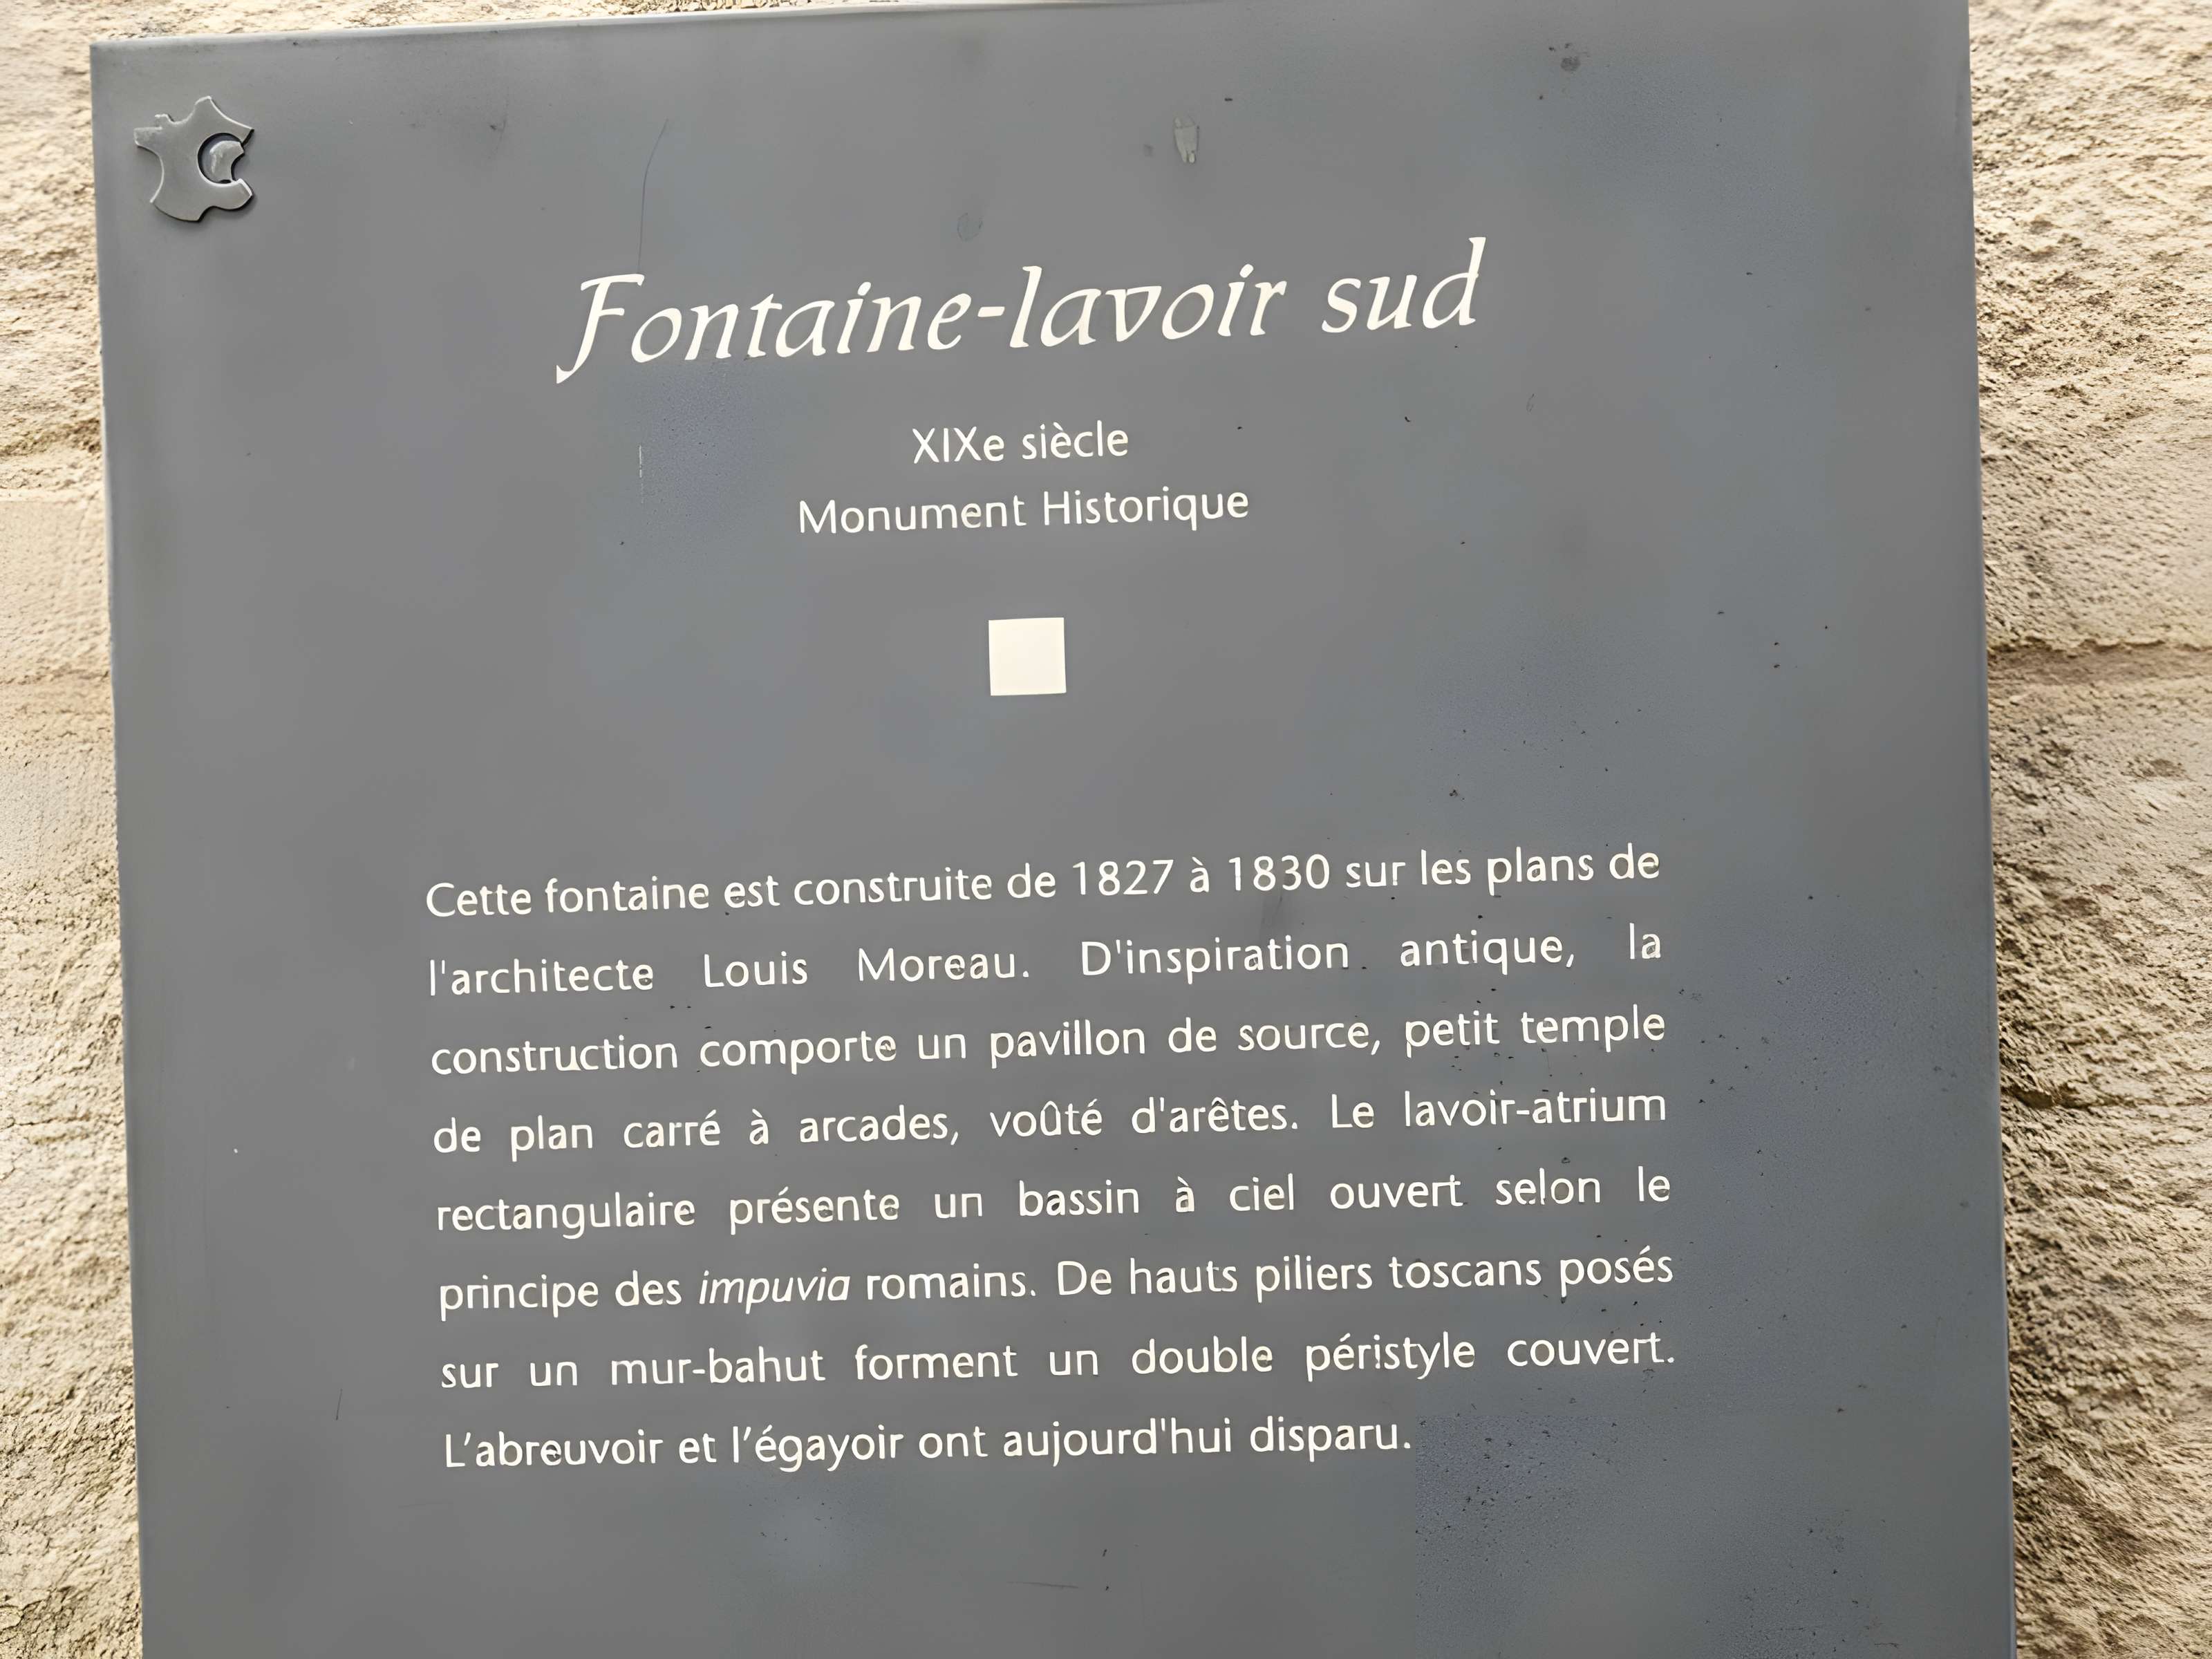 Fontaine-lavoir sud
XIXe siècle
Monument Historique
Cette fontaine est construite de 1827 à 1830 sur les plans de
l'architecte Louis Moreau. D'inspiration antique, la
construction comporte un pavillon de source, petit temple
de plan carré à arcades, voûté d'arêtes. Le lavoir-atrium
rectangulaire présente un bassin à ciel ouvert selon le
principe des impuvia romains. De hauts piliers toscans posés
sur un mur-bahut forment un double péristyle couvert.
L’abreuvoir et l’égayoir ont aujourd'hui disparu.